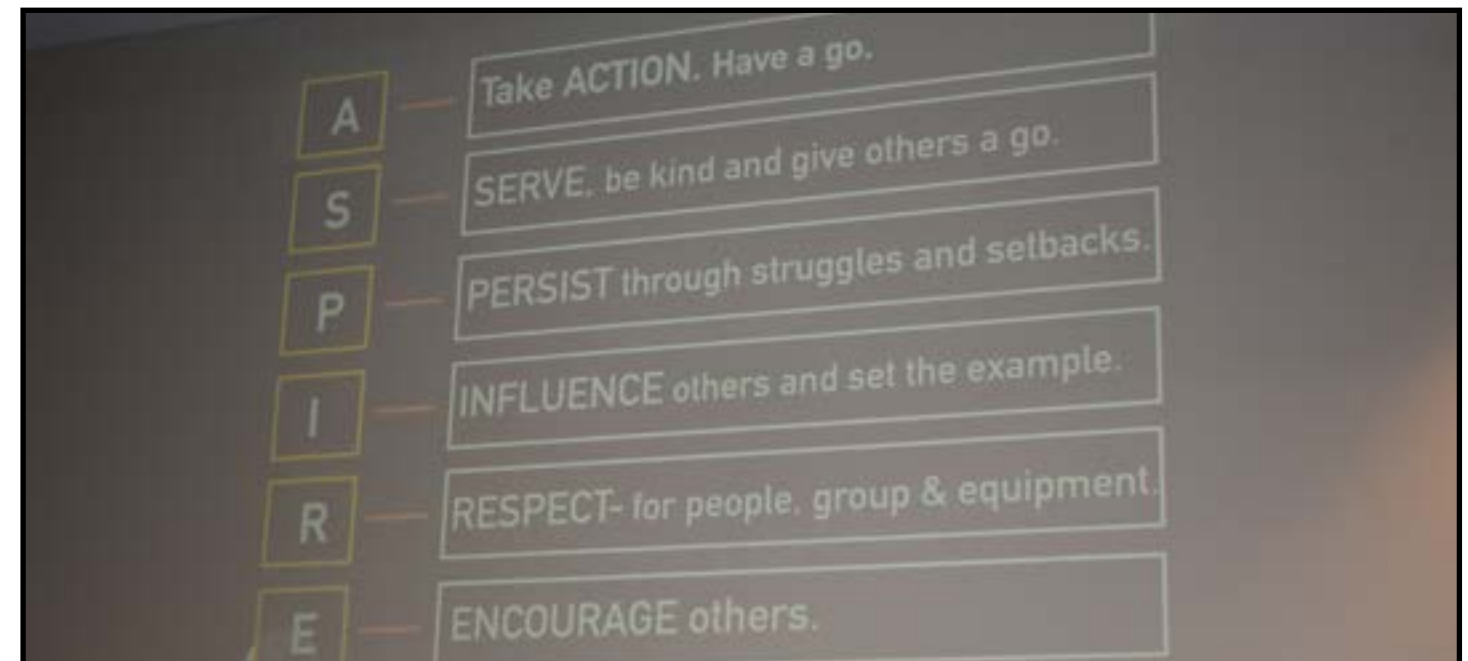 A Take ACTION. Have a go.
S SERVE, be kind and give others a go.
P PERSIST through struggles and setbacks.
I INFLUENCE others and set the example.
R RESPECT- for people, group & equipment.
E ENCOURAGE others.